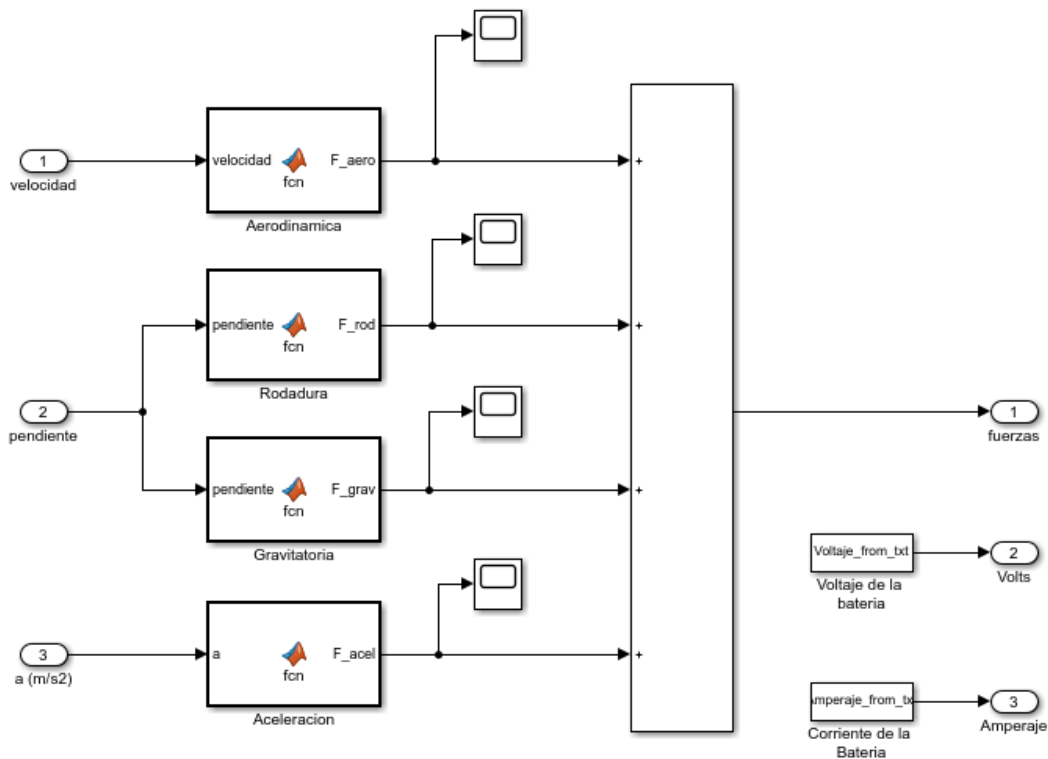 1
velocidad
velocidad
fcn
F_aero
Aerodinamica
+
pendiente
fcn
F_rod
Rodadura
+
2
pendiente
pendiente
fcn
F_grav
Gravitatoria
+
1
fuerzas
Voltaje_from_txt
Voltaje de la
bateria
2
Volts
3
a (m/s2)
a
fcn
F_acel
Aceleracion
+
Amperaje_from_tx
Corriente de la
Bateria
3
Amperaje